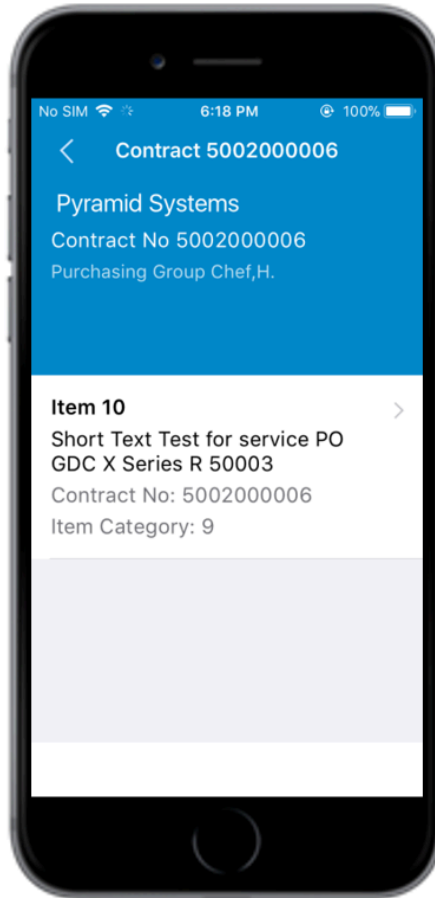 No SIM 6:18 PM 100%
Contract 5002000006
Pyramid Systems
Contract No 5002000006
Purchasing Group Chef,H.
Item 10
Short Text Test for service PO
GDC X Series R 50003
Contract No: 5002000006
Item Category: 9